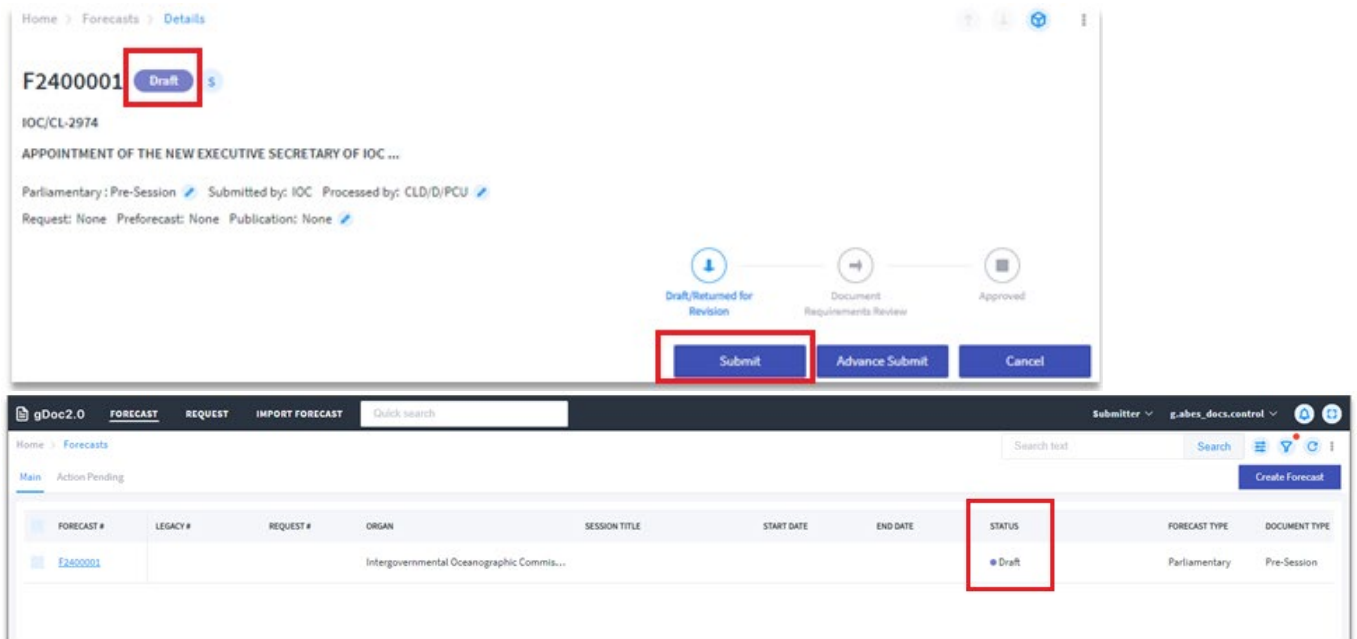 Home > Forecasts > Details
F2400001 Draft S
IOC/CL-2974
APPOINTMENT OF THE NEW EXECUTIVE SECRETARY OF IOC ...
Parliamentary : Pre-Session Submitted by: IOC Processed by: CLD/D/PCU
Request: None Preforecast: None Publication: None
Draft/Returned for Revision
Document Requirements Review
Approved
Submit Advance Submit Cancel
gDoc2.0 FORECAST REQUEST IMPORT FORECAST Quick search Submitter g.abes_docs.control
Home > Forecasts Search text Search
Main Action Pending Create Forecast
FORECAST # LEGACY # REQUEST # ORGAN SESSION TITLE START DATE END DATE STATUS FORECAST TYPE DOCUMENT TYPE
F2400001 Intergovernmental Oceanographic Commis... Draft Parliamentary Pre-Session